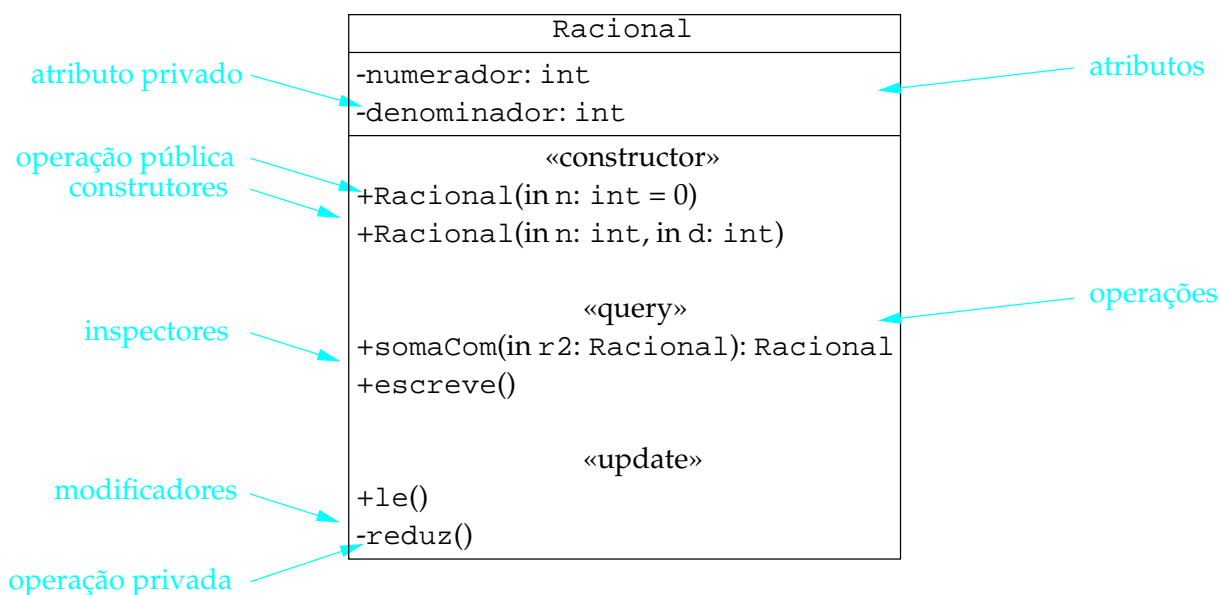 Racional
atributo privado
-numerador: int
-denominador: int
atributos
operação pública
construtores
«constructor»
+Racional(in n: int = 0)
+Racional(in n: int, in d: int)
inspectores
«query»
+somaCom(in r2: Racional): Racional
+escreve()
operações
modificadores
«update»
+le()
-reduz()
operação privada